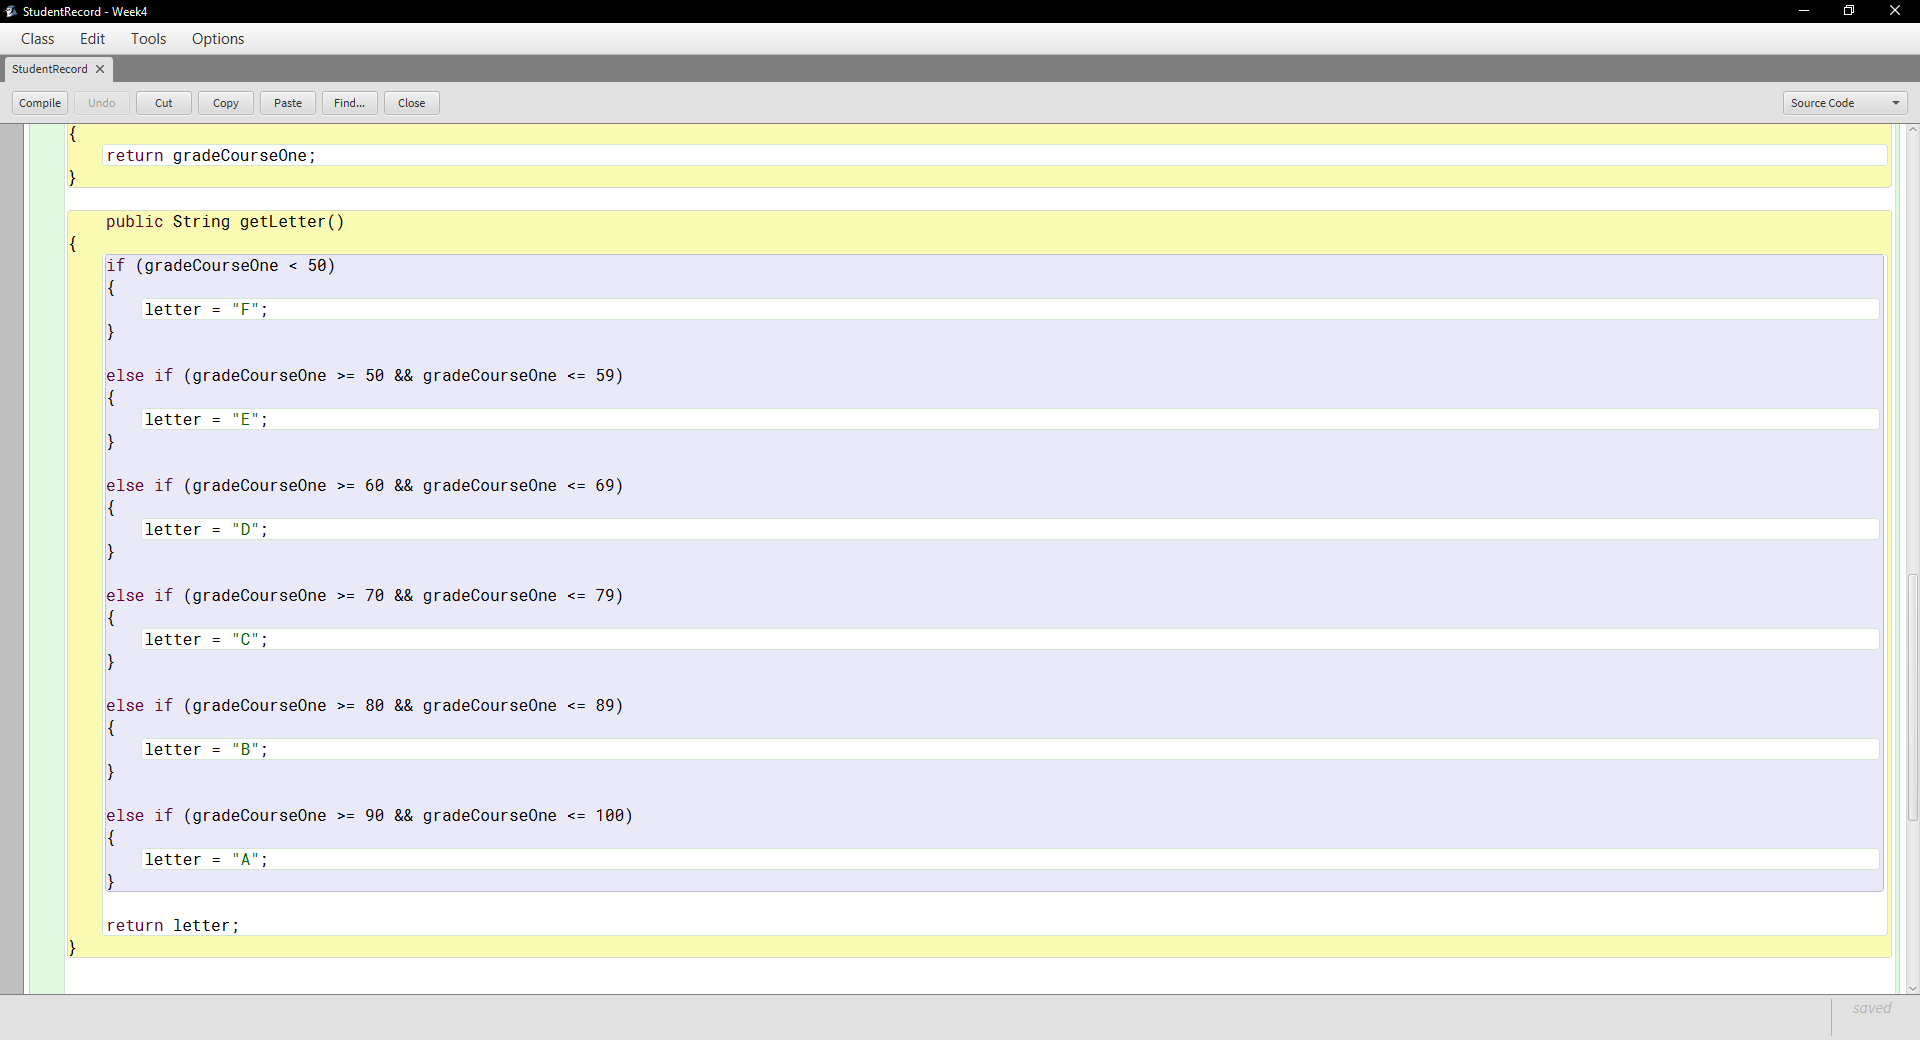 StudentRecord - Week4
Class Edit Tools Options
StudentRecord
Compile Undo Cut Copy Paste Find... Close Source Code
{
return gradeCourseOne;
}
public String getLetter()
{
if (gradeCourseOne < 50)
{
letter = "F";
}
else if (gradeCourseOne >= 50 && gradeCourseOne <= 59)
{
letter = "E";
}
else if (gradeCourseOne >= 60 && gradeCourseOne <= 69)
{
letter = "D";
}
else if (gradeCourseOne >= 70 && gradeCourseOne <= 79)
{
letter = "C";
}
else if (gradeCourseOne >= 80 && gradeCourseOne <= 89)
{
letter = "B";
}
else if (gradeCourseOne >= 90 && gradeCourseOne <= 100)
{
letter = "A";
}
return letter;
}
saved